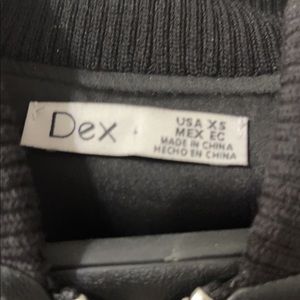 Dex
USA XS
MEX EC
MADE IN CHINA
HECHO EN CHINA